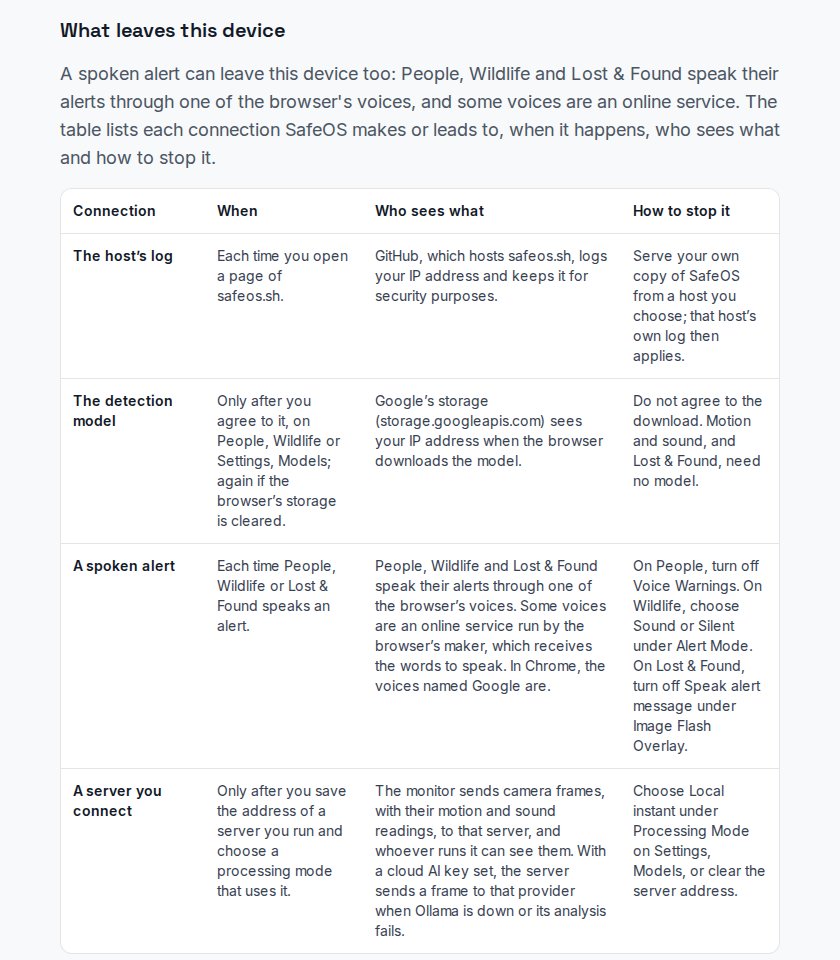 What leaves this device
A spoken alert can leave this device too: People, Wildlife and Lost & Found speak their
alerts through one of the browser's voices, and some voices are an online service. The
table lists each connection SafeOS makes or leads to, when it happens, who sees what
and how to stop it.
Connection When Who sees what How to stop it
The host’s log
Each time you open
a page of
safeos.sh.
GitHub, which hosts safeos.sh, logs
your IP address and keeps it for
security purposes.
Serve your own
copy of SafeOS
from a host you
choose; that host’s
own log then
applies.
The detection
model
Only after you
agree to it, on
People, Wildlife or
Settings, Models;
again if the
browser’s storage
is cleared.
Google’s storage
(storage.googleapis.com) sees
your IP address when the browser
downloads the model.
Do not agree to the
download. Motion
and sound, and
Lost & Found, need
no model.
A spoken alert
Each time People,
Wildlife or Lost &
Found speaks an
alert.
People, Wildlife and Lost & Found
speak their alerts through one of
the browser’s voices. Some voices
are an online service run by the
browser’s maker, which receives
the words to speak. In Chrome, the
voices named Google are.
On People, turn off
Voice Warnings. On
Wildlife, choose
Sound or Silent
under Alert Mode.
On Lost & Found,
turn off Speak alert
message under
Image Flash
Overlay.
A server you
connect
Only after you save
the address of a
server you run and
choose a
processing mode
that uses it.
The monitor sends camera frames,
with their motion and sound
readings, to that server, and
whoever runs it can see them. With
a cloud AI key set, the server
sends a frame to that provider
when Ollama is down or its analysis
fails.
Choose Local
instant under
Processing Mode
on Settings,
Models, or clear the
server address.